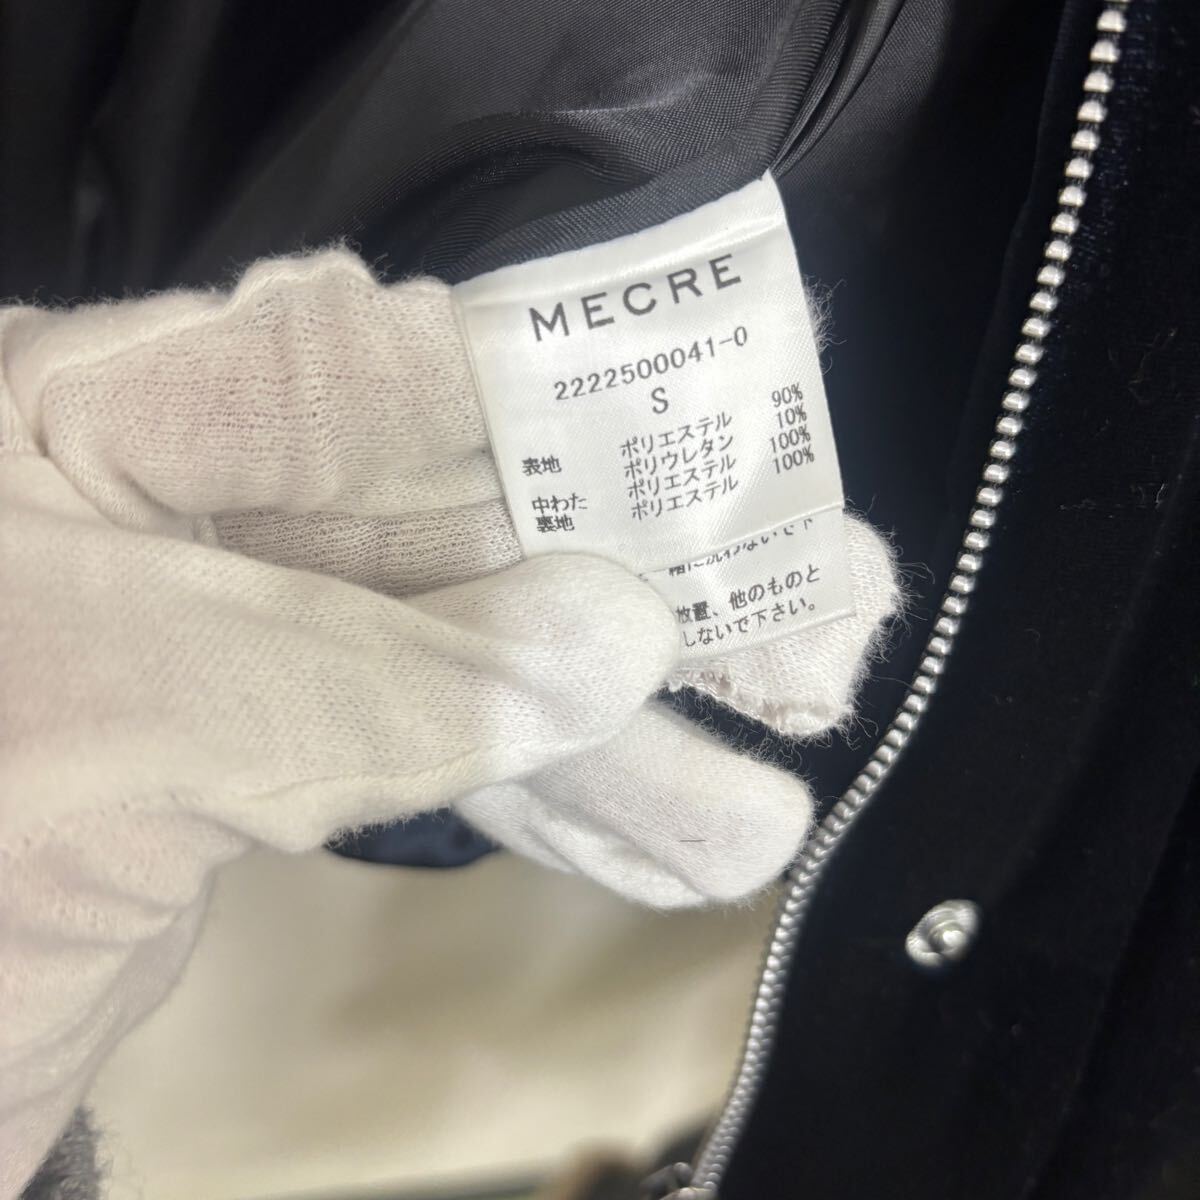 MECRE
2222500041-0
S
表地 ポリエステル 90%
ポリウレタン 10%
中わた ポリエステル 100%
裏地 ポリエステル 100%
放置、他のものと
しないで下さい。